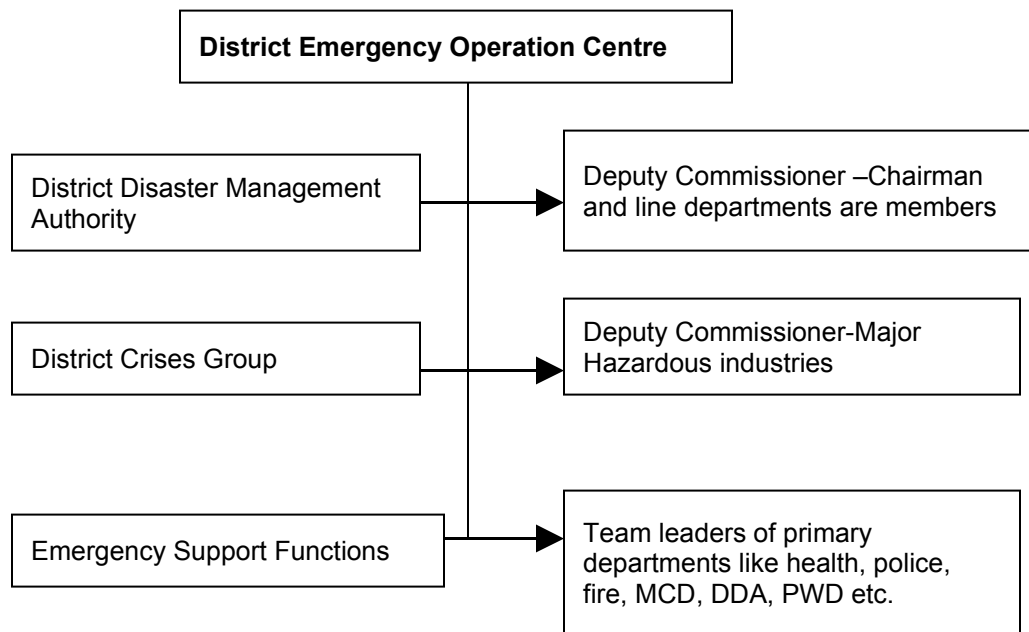 District Emergency Operation Centre
District Disaster Management
Authority
Deputy Commissioner –Chairman
and line departments are members
District Crises Group
Deputy Commissioner-Major
Hazardous industries
Emergency Support Functions
Team leaders of primary
departments like health, police,
fire, MCD, DDA, PWD etc.